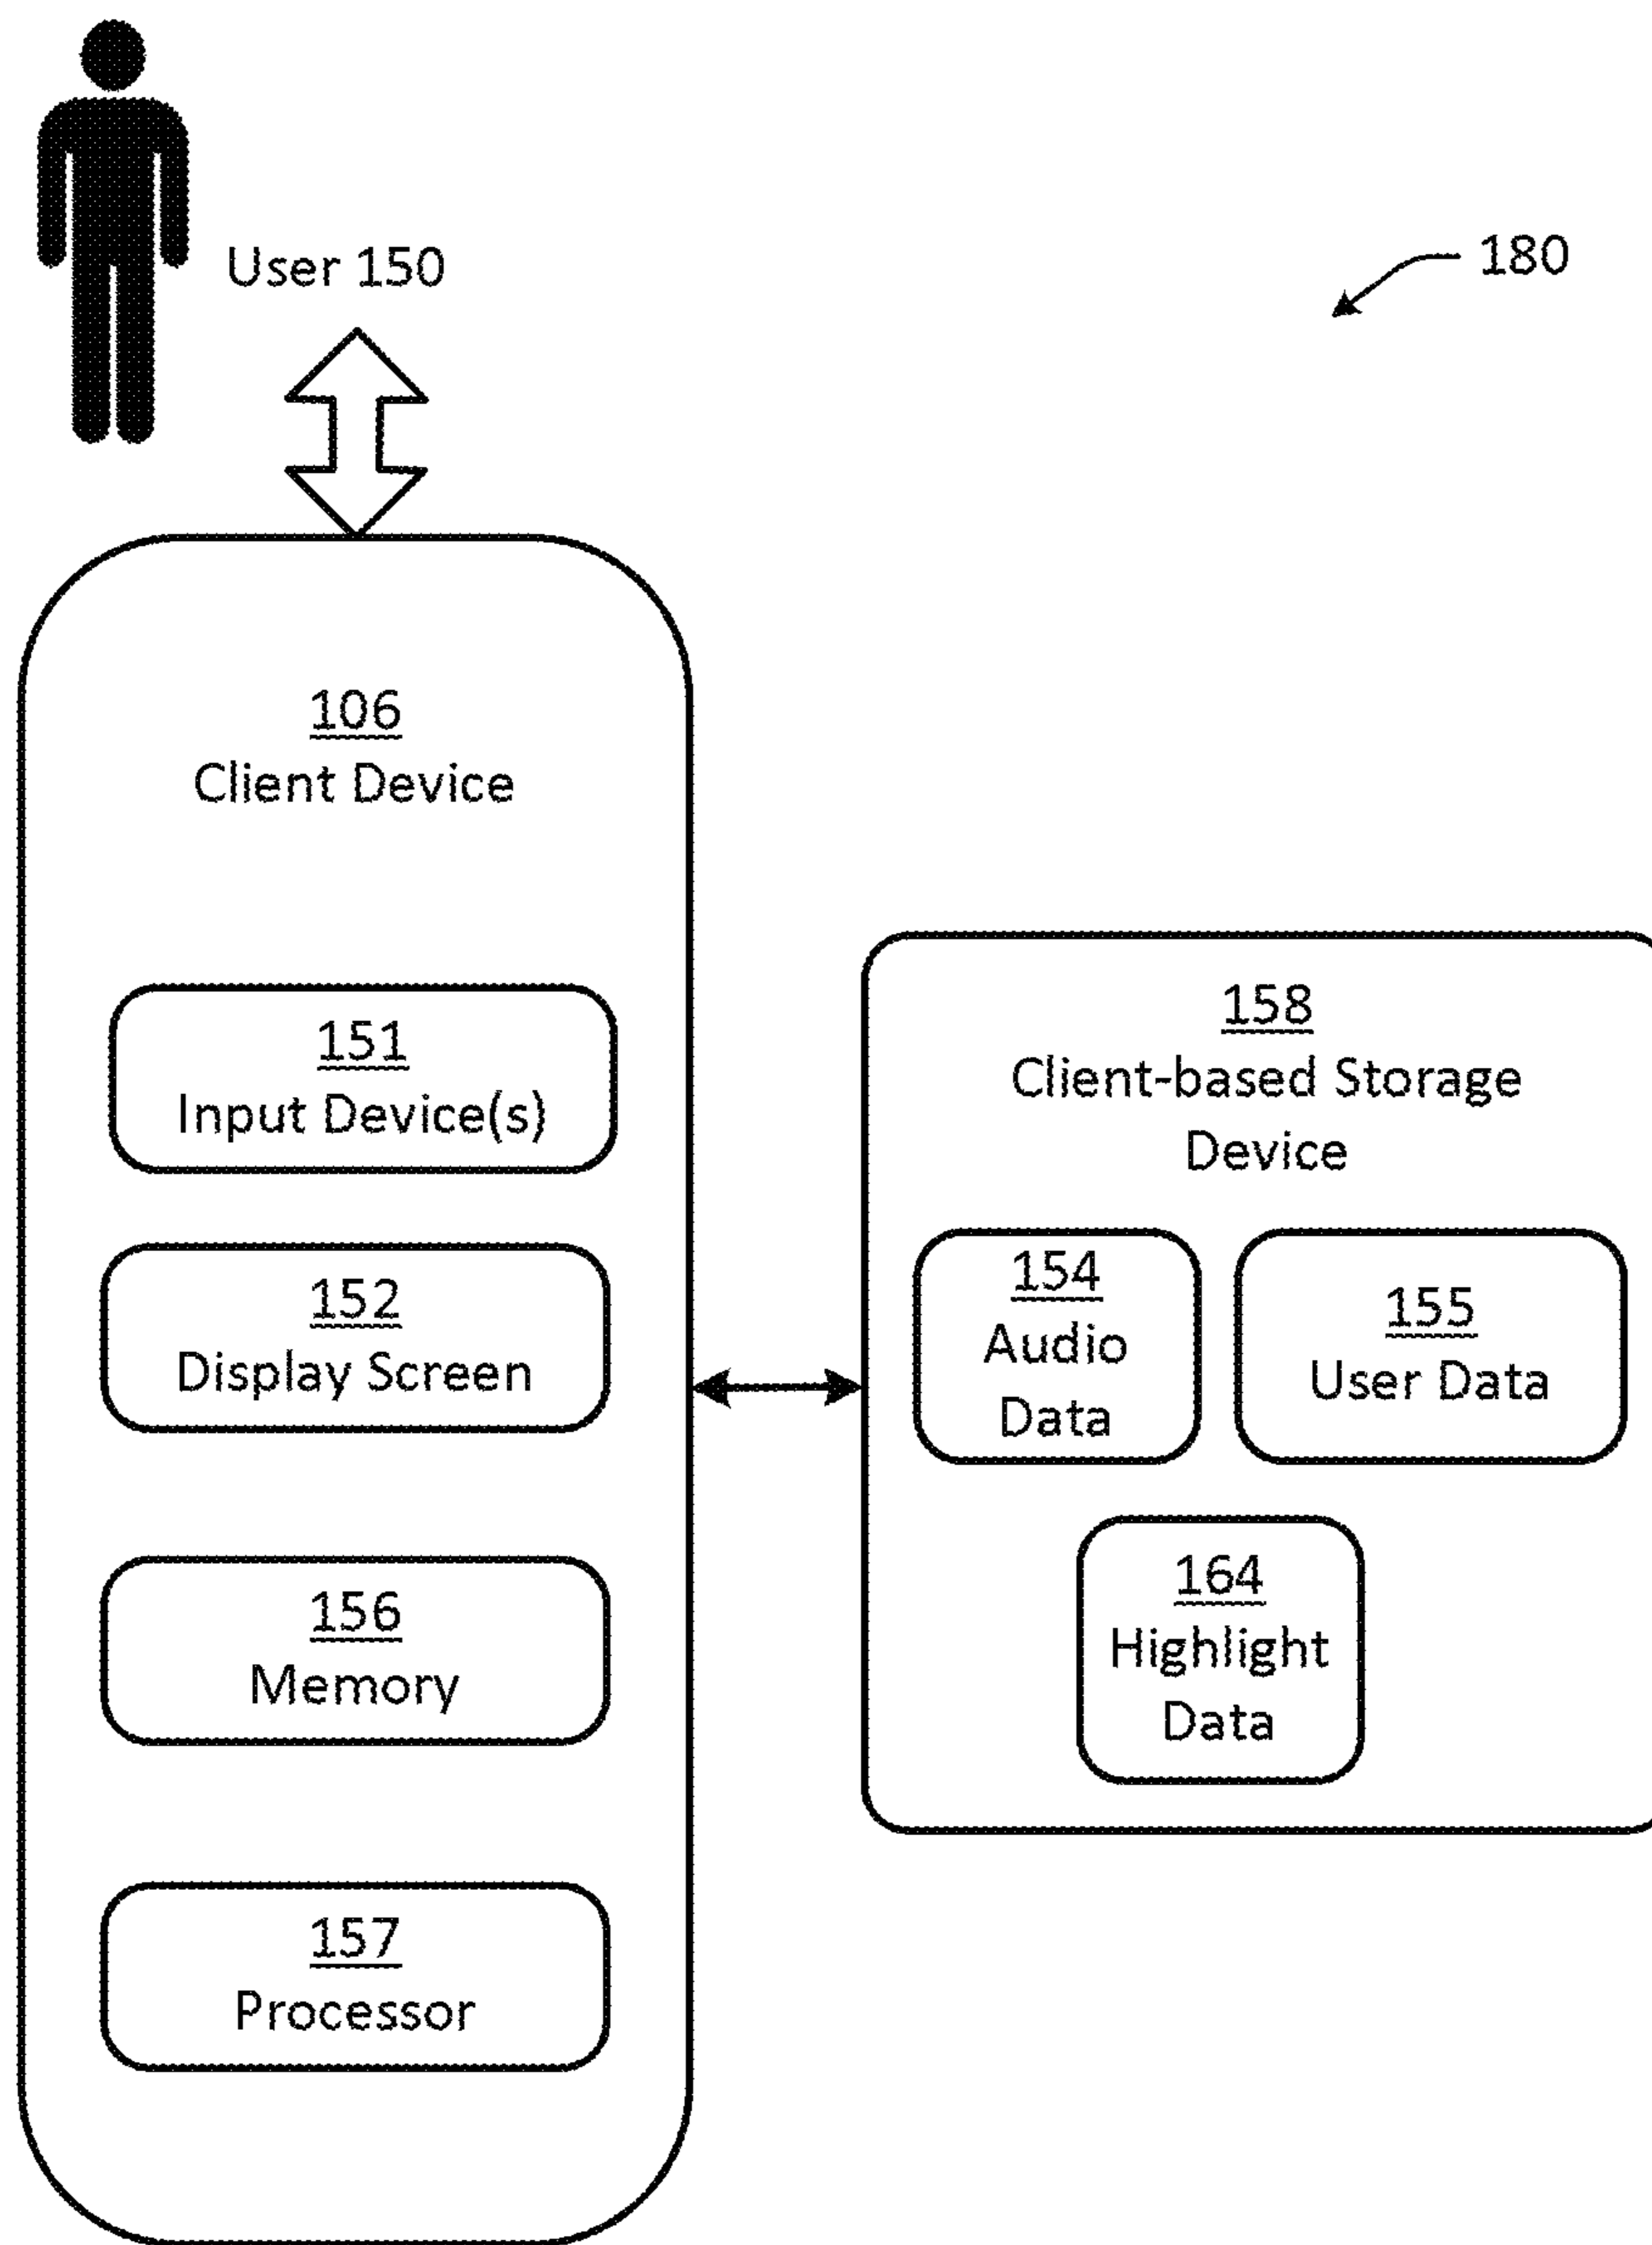 User 150
180
106
Client Device
151
Input Device(s)
152
Display Screen
156
Memory
157
Processor
158
Client-based Storage
Device
154
Audio
Data
155
User Data
164
Highlight
Data